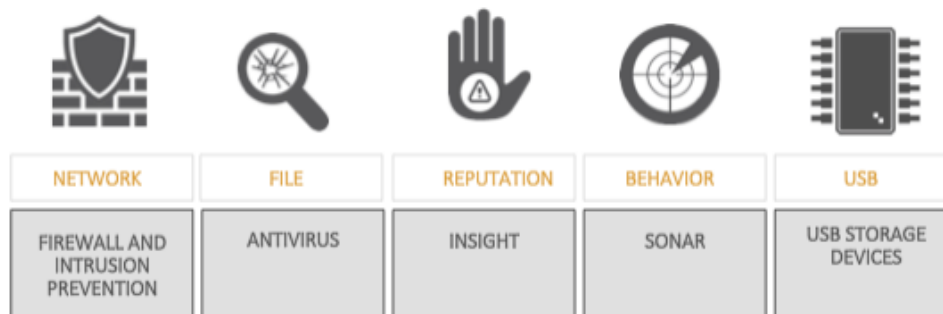 NETWORK
FILE
REPUTATION
BEHAVIOR
USB
FIREWALL AND
INTRUSION
PREVENTION
ANTIVIRUS
INSIGHT
SONAR
USB STORAGE
DEVICES